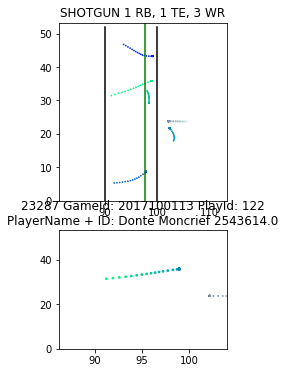 SHOTGUN 1 RB, 1 TE, 3 WR
50
40
30
20
10
0
90 100 110
23287 GameId: 2017100113 PlayId: 122
PlayerName + ID: Donte Moncrief 2543614.0
40
20
0
90 95 100